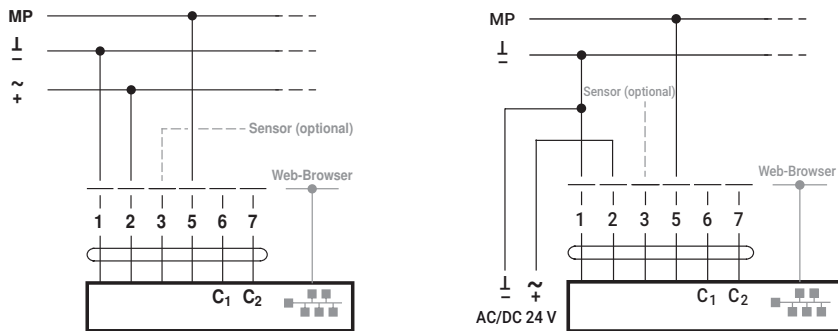 MP
⊥
–
~
+
Sensor (optional)
Web-Browser
1 2 3 5 6 7
C₁ C₂
MP
⊥
–
Sensor (optional)
Web-Browser
1 2 3 5 6 7
⊥ ~
– +
AC/DC 24 V
C₁ C₂